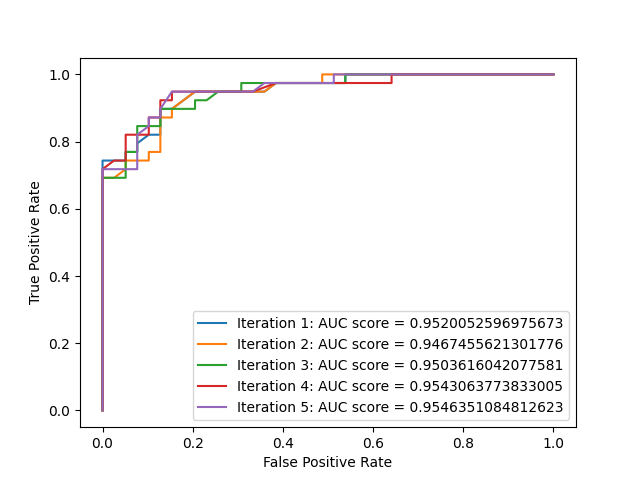 1.0
0.8
0.6
0.4
0.2
0.0
True Positive Rate
Iteration 1: AUC score = 0.9520052596975673
Iteration 2: AUC score = 0.9467455621301776
Iteration 3: AUC score = 0.9503616042077581
Iteration 4: AUC score = 0.9543063773833005
Iteration 5: AUC score = 0.9546351084812623
0.0 0.2 0.4 0.6 0.8 1.0
False Positive Rate